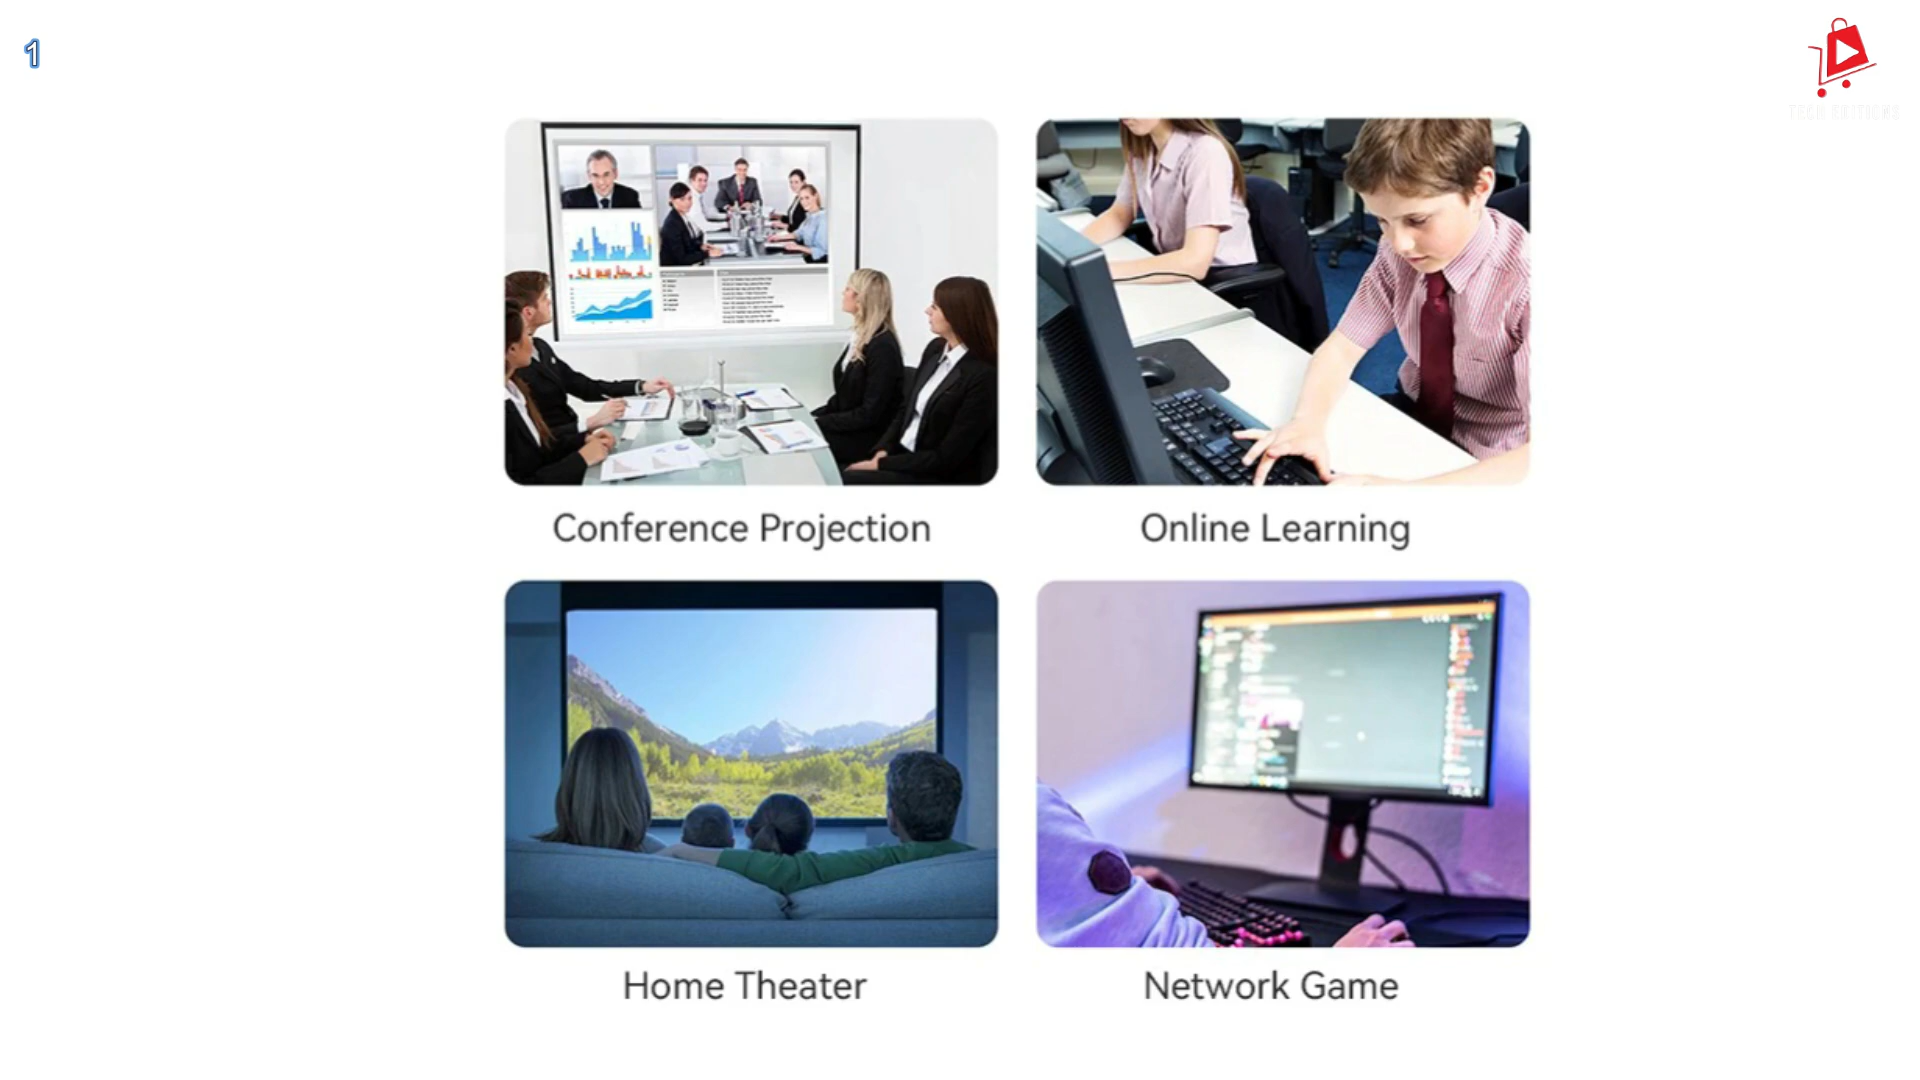 1
Conference Projection
Online Learning
Home Theater
Network Game